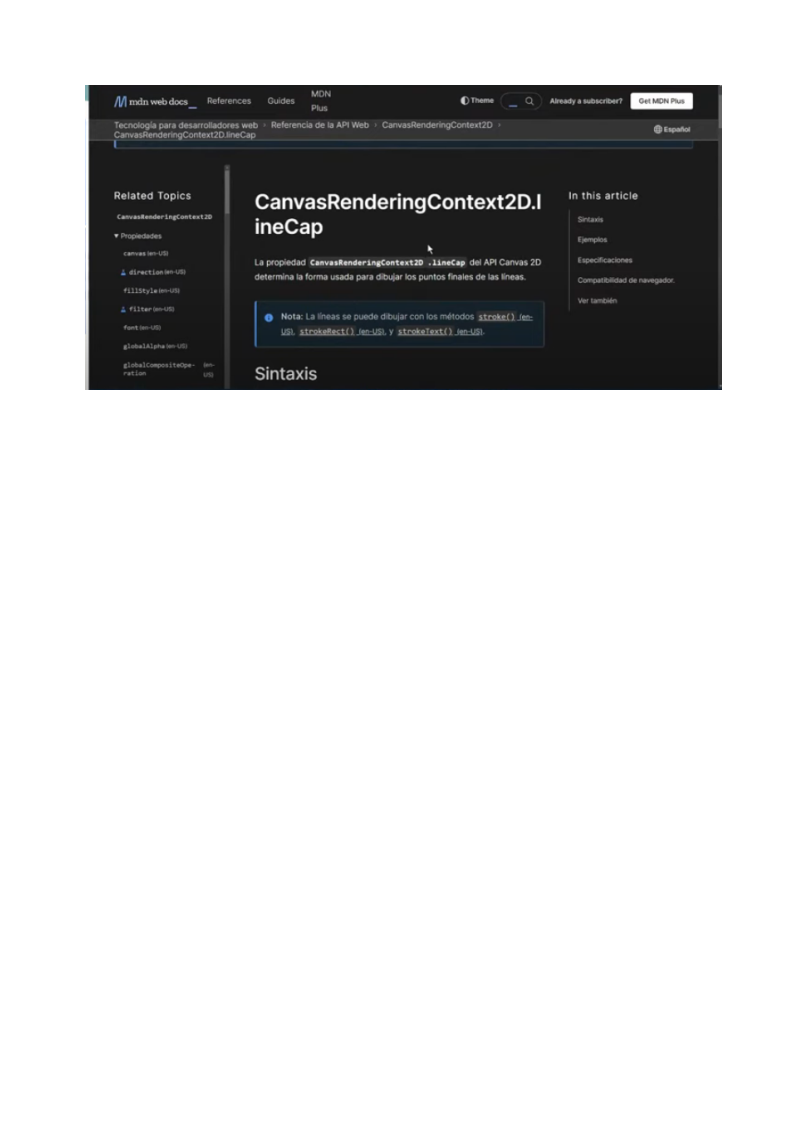 mdn web docs_
References
Guides
MDN
Plus
Theme
Already a subscriber?
Get MDN Plus
Tecnología para desarrolladores web › Referencia de la API Web › CanvasRenderingContext2D ›
CanvasRenderingContext2D.lineCap
Español
Related Topics
CanvasRenderingContext2D
▼ Propiedades
canvas (en-US)
direction (en-US)
fillStyle (en-US)
filter (en-US)
font (en-US)
globalAlpha (en-US)
globalCompositeOpe- (en-
ration US)
CanvasRenderingContext2D.l
ineCap
La propiedad CanvasRenderingContext2D .lineCap del API Canvas 2D
determina la forma usada para dibujar los puntos finales de las líneas.
Nota: La líneas se puede dibujar con los métodos stroke() (en-
US), strokeRect() (en-US), y strokeText() (en-US).
Sintaxis
In this article
Sintaxis
Ejemplos
Especificaciones
Compatibilidad de navegador.
Ver también